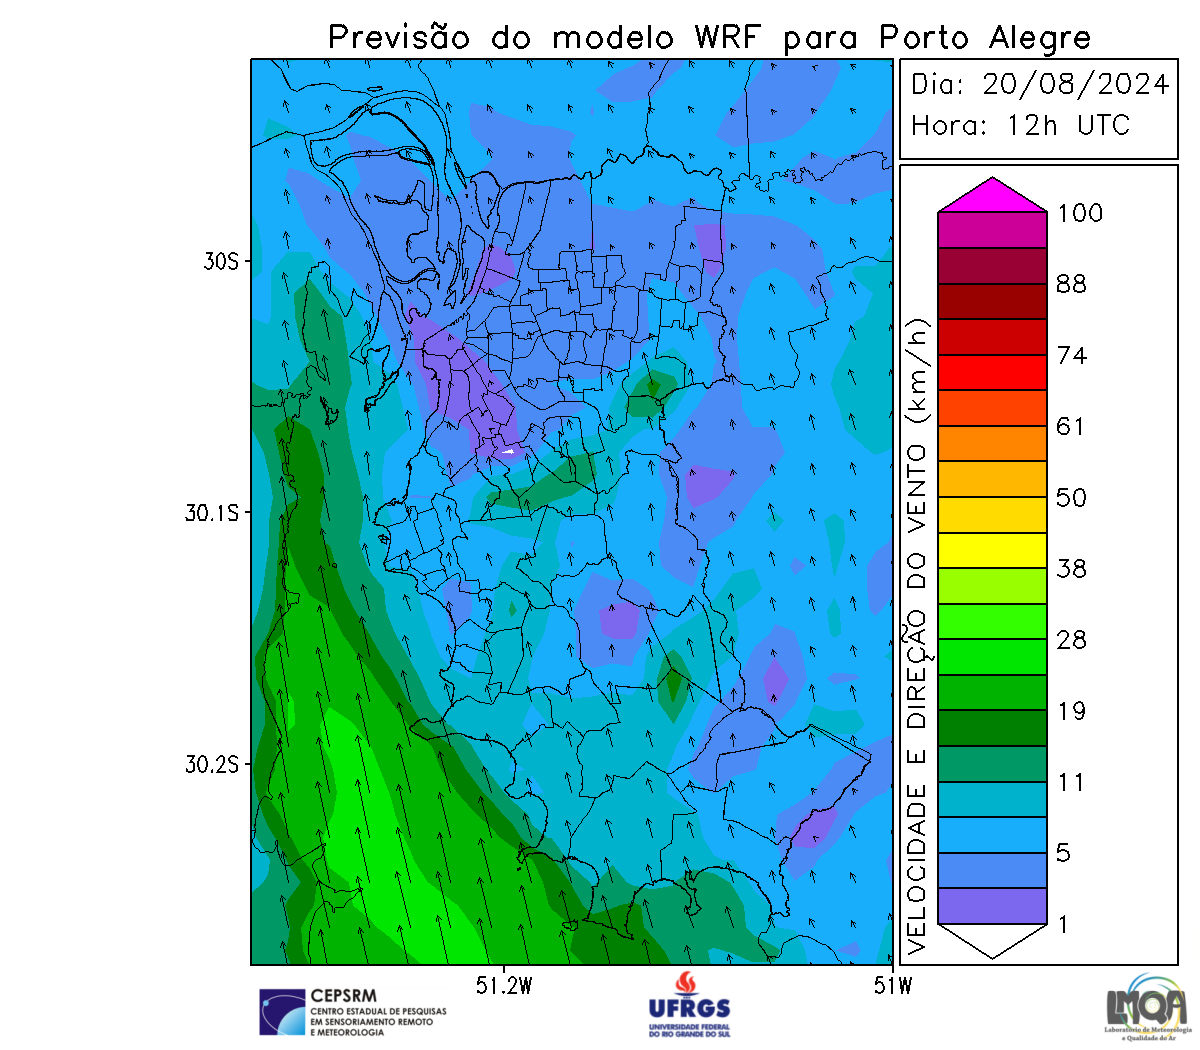 Previsão do modelo WRF para Porto Alegre
Dia: 20/08/2024
Hora: 12h UTC
30S
30.1S
30.2S
51.2W
51W
VELOCIDADE E DIREÇÃO DO VENTO (km/h)
100
88
74
61
50
38
28
19
11
5
1
CEPSRM
CENTRO ESTADUAL DE PESQUISAS
EM SENSORIAMENTO REMOTO
E METEOROLOGIA
UFRGS
UNIVERSIDADE FEDERAL
DO RIO GRANDE DO SUL
LMQA
Laboratório de Meteorologia
e Qualidade do Ar